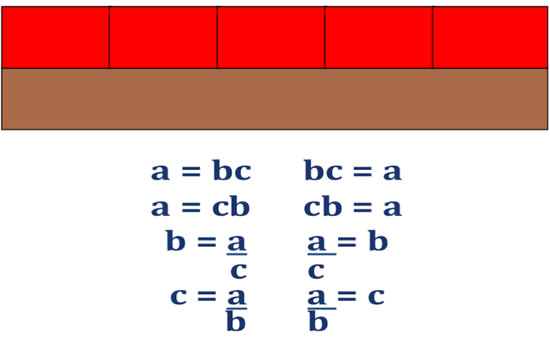 a = bc    bc = a
a = cb    cb = a
b = a/c    a/c = b
c = a/b    a/b = c